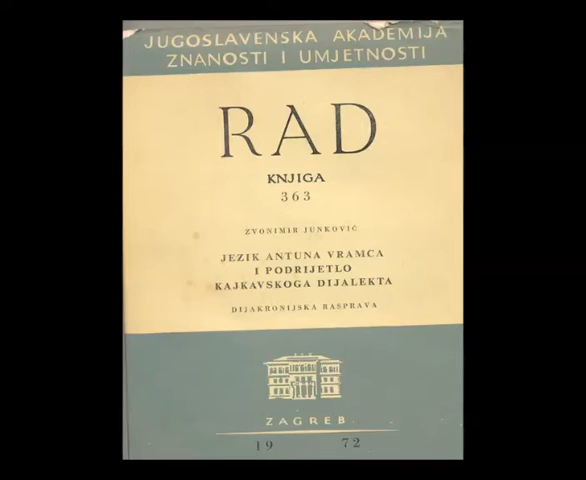 JUGOSLAVENSKA AKADEMIJA
ZNANOSTI I UMJETNOSTI
RAD
KNJIGA
363
ZVONIMIR JUNKOVIĆ
JEZIK ANTUNA VRAMCA
I PODRIJETLO
KAJKAVSKOGA DIJALEKTA
DIJAKRONIJSKA RASPRAVA
ZAGREB
19 72